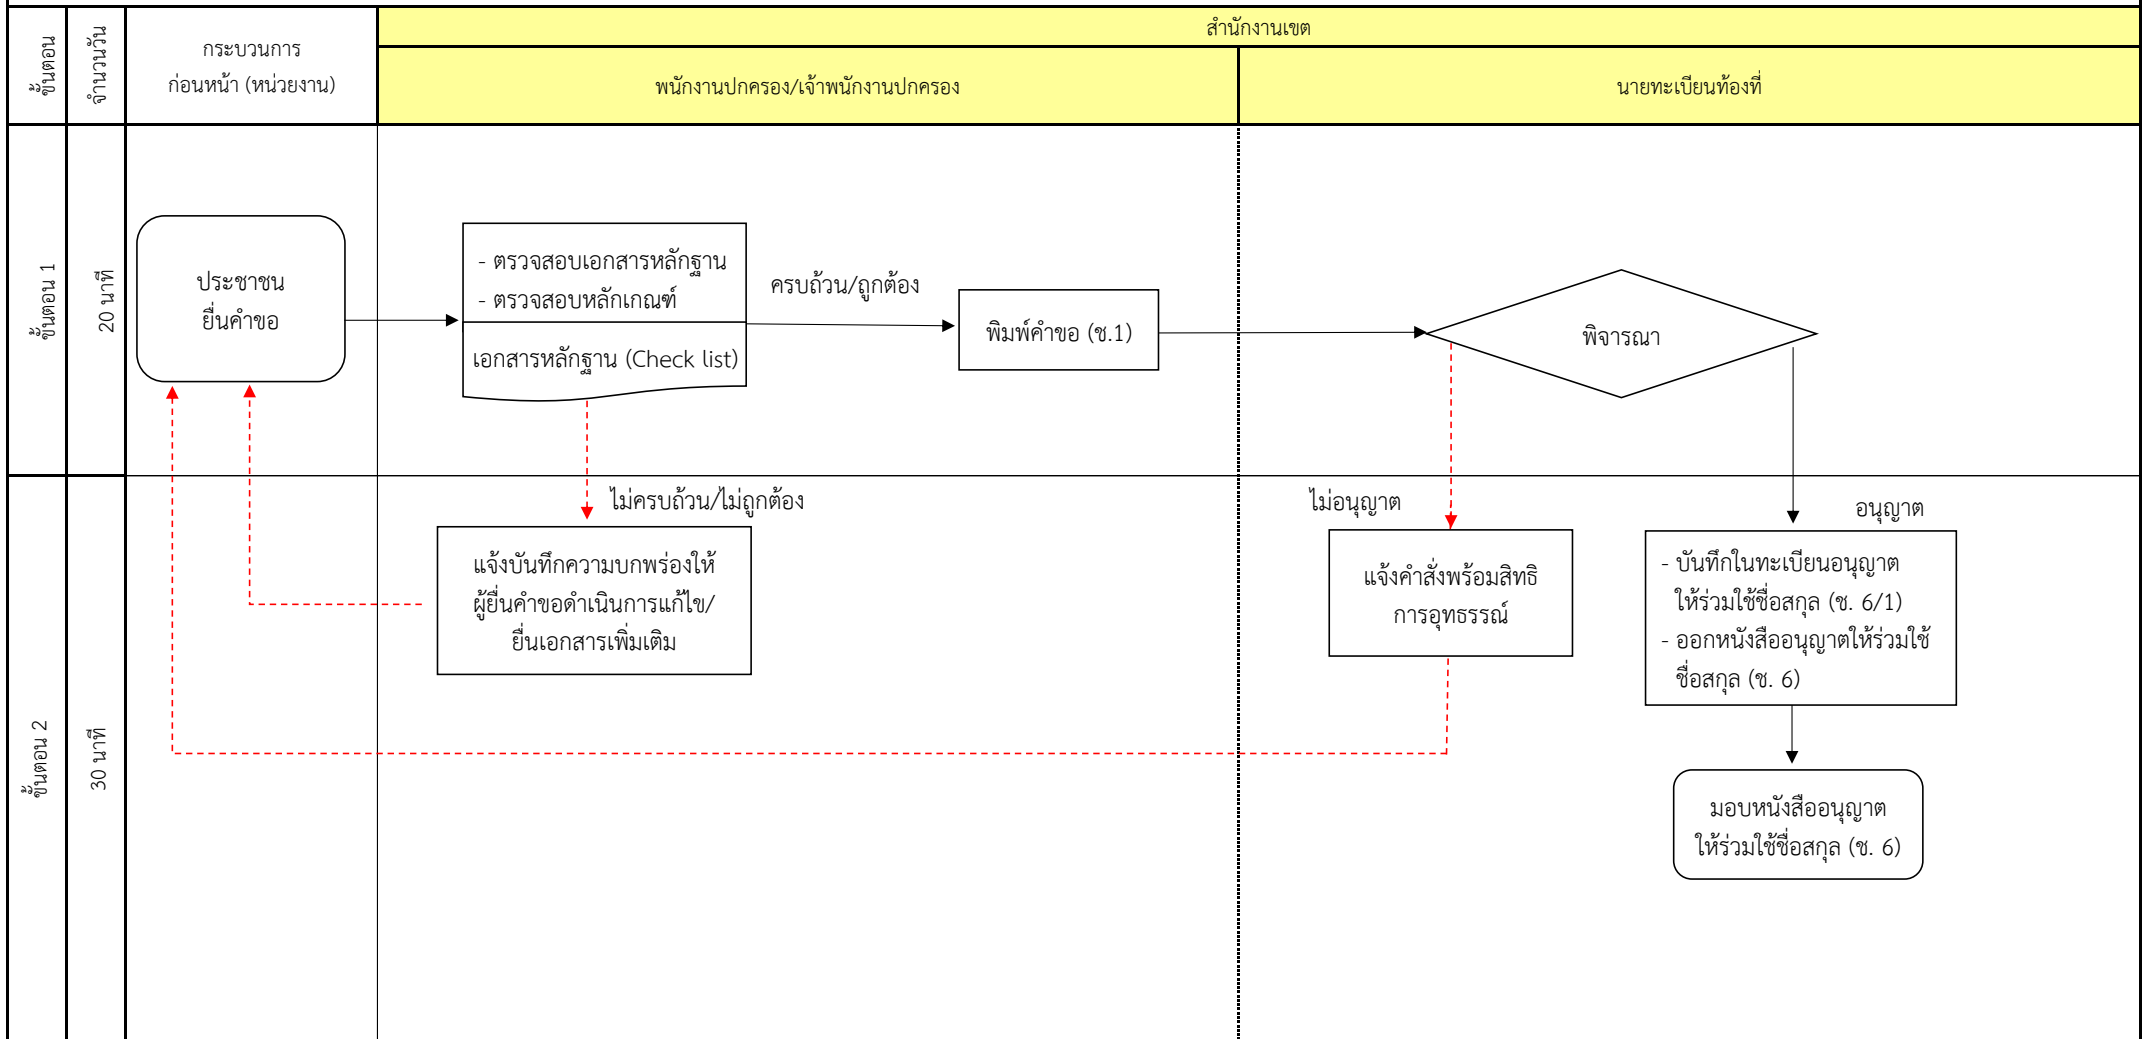 ขั้นตอน
จำนวนวัน
กระบวนการ
ก่อนหน้า (หน่วยงาน)
สำนักงานเขต
พนักงานปกครอง/เจ้าพนักงานปกครอง
นายทะเบียนท้องที่
ขั้นตอน 1
20 นาที
ประชาชน
ยื่นคำขอ
- ตรวจสอบเอกสารหลักฐาน
- ตรวจสอบหลักเกณฑ์
เอกสารหลักฐาน (Check list)
ครบถ้วน/ถูกต้อง
พิมพ์คำขอ (ช.1)
พิจารณา
ขั้นตอน 2
30 นาที
ไม่ครบถ้วน/ไม่ถูกต้อง
แจ้งบันทึกความบกพร่องให้
ผู้ยื่นคำขอดำเนินการแก้ไข/
ยื่นเอกสารเพิ่มเติม
ไม่อนุญาต
แจ้งคำสั่งพร้อมสิทธิ
การอุทธรรณ์
อนุญาต
- บันทึกในทะเบียนอนุญาต
ให้ร่วมใช้ชื่อสกุล (ช. 6/1)
- ออกหนังสืออนุญาตให้ร่วมใช้
ชื่อสกุล (ช. 6)
มอบหนังสืออนุญาต
ให้ร่วมใช้ชื่อสกุล (ช. 6)